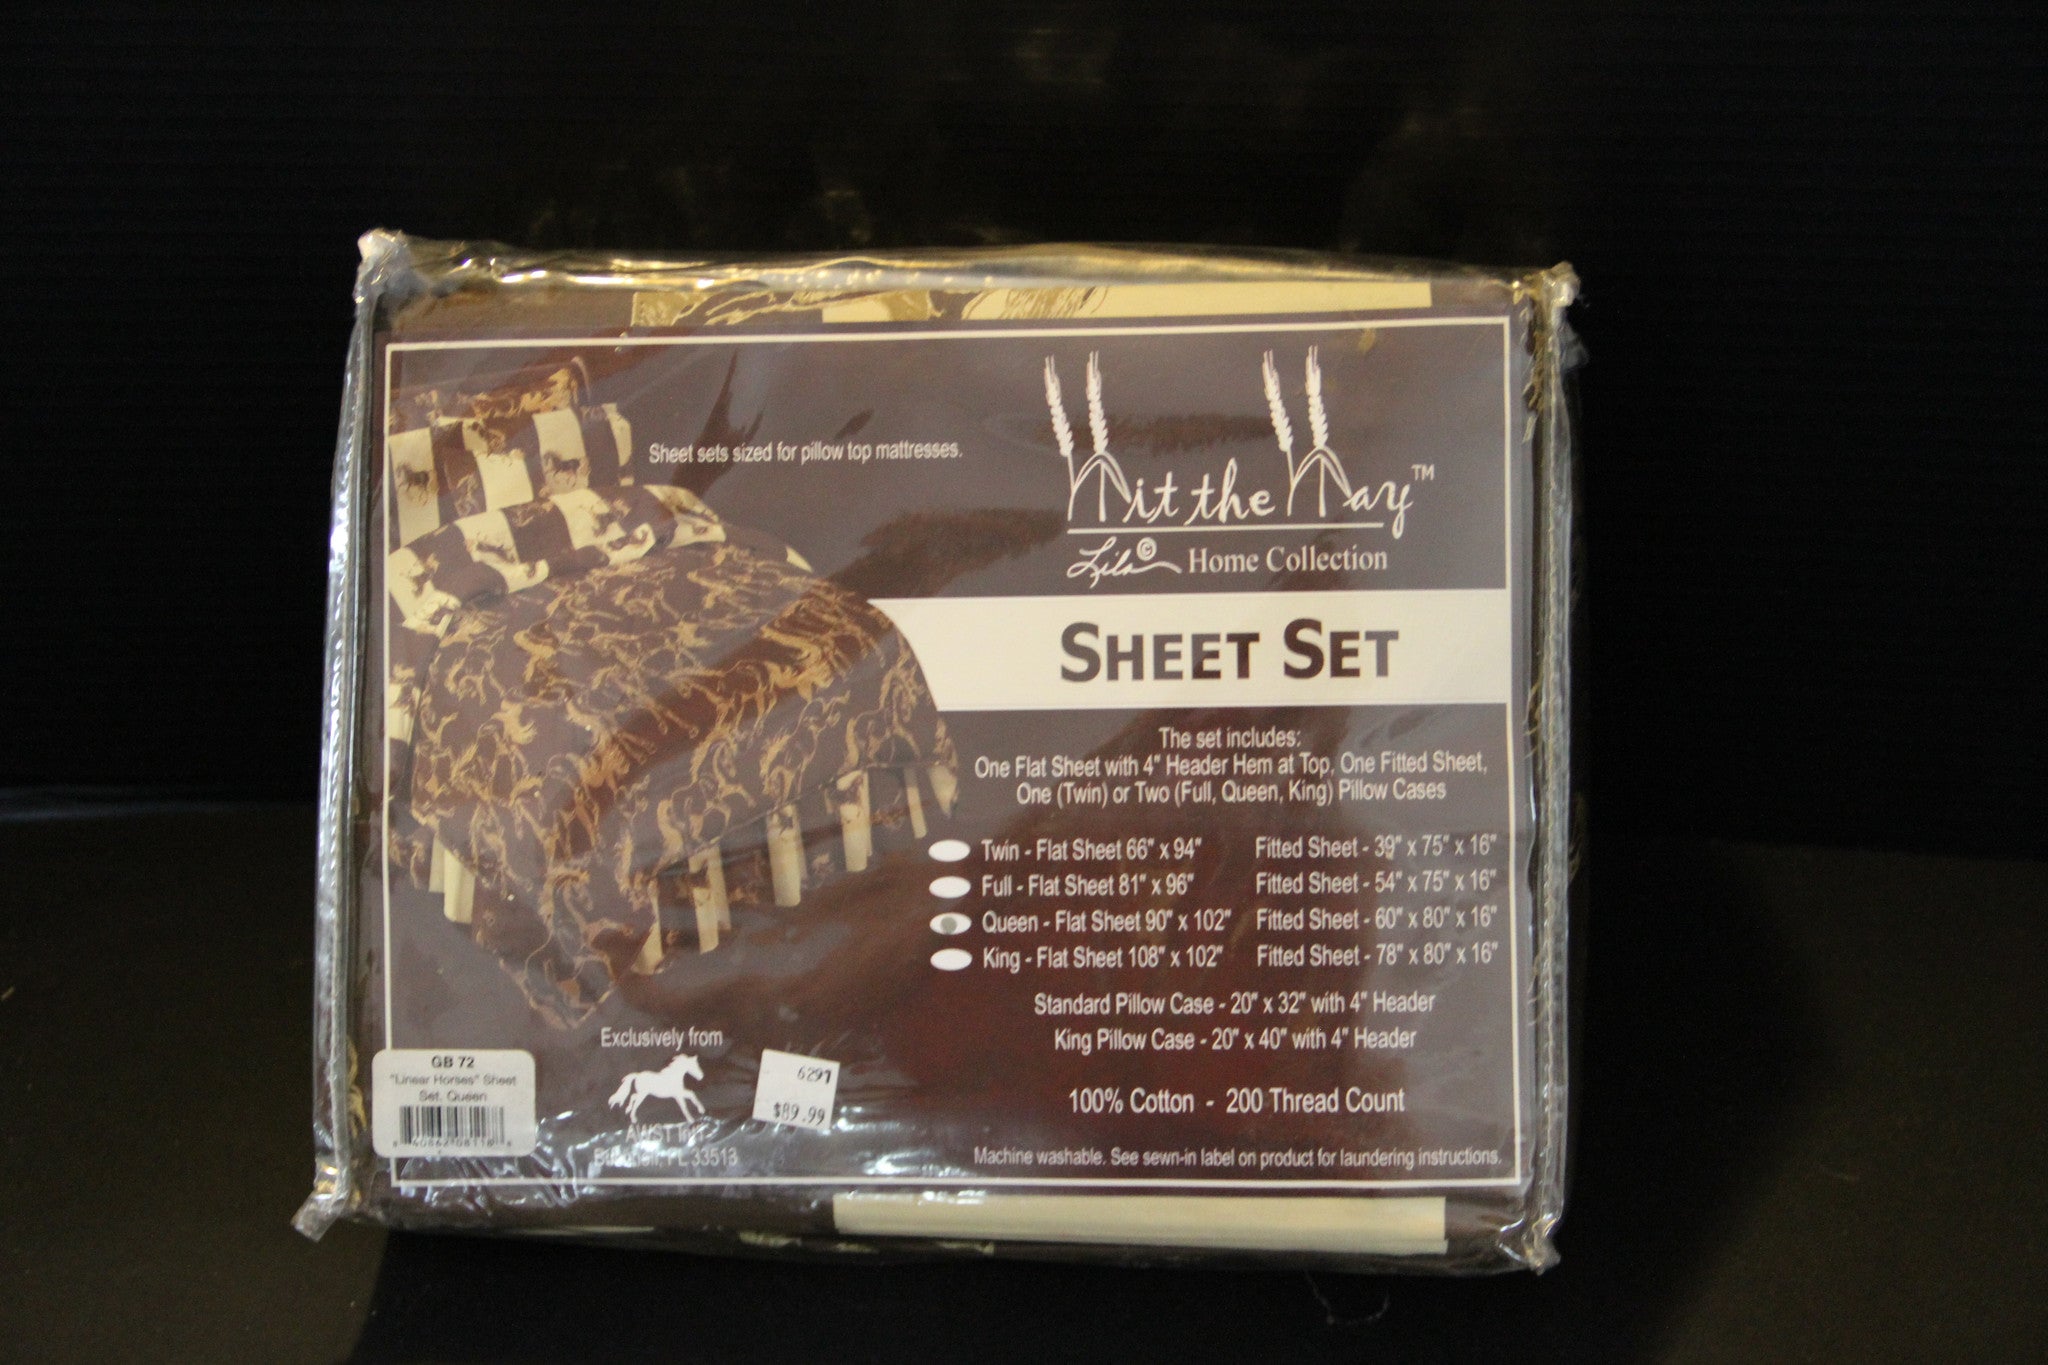 Sheet sets sized for pillow top mattresses.
Hit the Hay™
Lila © Home Collection
SHEET SET
The set includes:
One Flat Sheet with 4" Header Hem at Top, One Fitted Sheet,
One (Twin) or Two (Full, Queen, King) Pillow Cases
Twin - Flat Sheet 66" x 94" Fitted Sheet - 39" x 75" x 16"
Full - Flat Sheet 81" x 96" Fitted Sheet - 54" x 75" x 16"
Queen - Flat Sheet 90" x 102" Fitted Sheet - 60" x 80" x 16"
King - Flat Sheet 108" x 102" Fitted Sheet - 78" x 80" x 16"
Standard Pillow Case - 20" x 32" with 4" Header
King Pillow Case - 20" x 40" with 4" Header
100% Cotton - 200 Thread Count
Machine washable. See sewn-in label on product for laundering instructions.
Exclusively from
AWST Int'l
FL 33513
6291
$89.99
GB 72
"Linear Horses" Sheet
Set. Queen